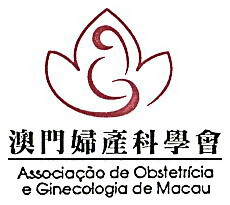 澳門婦產科學會
Associação de Obstetrícia
e Ginecologia de Macau